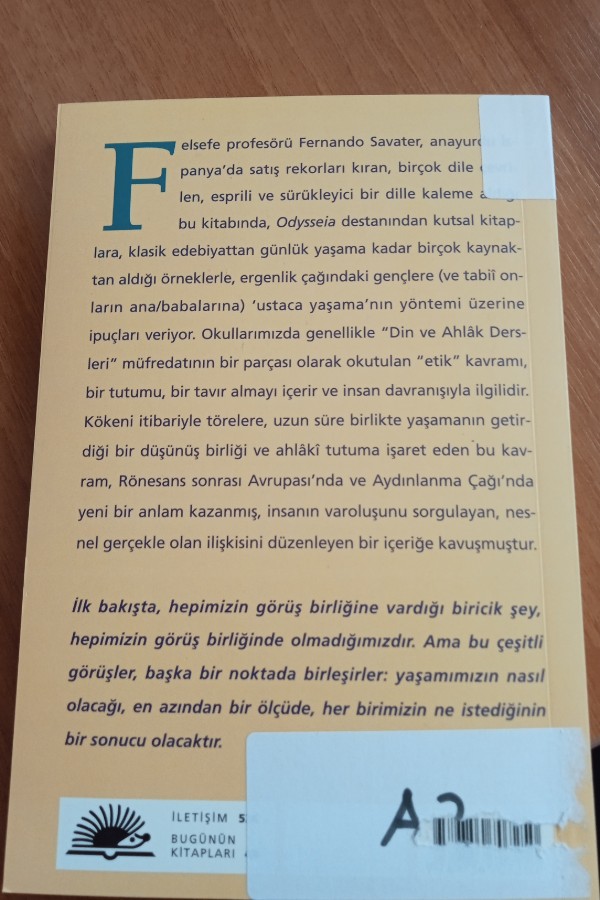 Felsefe profesörü Fernando Savater,
panya'da satış rekorları kıran, birçok dile
len, esprili ve sürükleyici bir dille kaleme
bu kitabında, Odysseia destanından kutsal kitap-
lara, klasik edebiyattan günlük yaşama kadar birçok kaynak-
tan aldığı örneklerle, ergenlik çağındaki gençlere (ve tabiî on-
ların ana/babalarına) 'ustaca yaşama'nın yöntemi üzerine
ipuçları veriyor. Okullarımızda genellikle "Din ve Ahlâk Ders-
leri" müfredatının bir parçası olarak okutulan "etik" kavramı,
bir tutumu, bir tavır almayı içerir ve insan davranışıyla ilgilidir.
Kökeni itibariyle törelere, uzun süre birlikte yaşamanın getir-
diği bir düşünüş birliği ve ahlâkî tutuma işaret eden bu kav-
ram, Rönesans sonrası Avrupası'nda ve Aydınlanma Çağı'nda
yeni bir anlam kazanmış, insanın varoluşunu sorgulayan, nes-
nel gerçekle olan ilişkisini düzenleyen bir içeriğe kavuşmuştur.
İlk bakışta, hepimizin görüş birliğine vardığı biricik şey,
hepimizin görüş birliğinde olmadığımızdır. Ama bu çeşitli
görüşler, başka bir noktada birleşirler: yaşamımızın nasıl
olacağı, en azından bir ölçüde, her birimizin ne istediğinin
bir sonucu olacaktır.
İLETİŞİM
BUGÜNÜN
KİTAPLARI